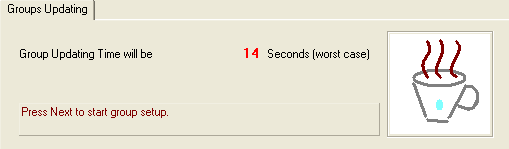 Groups Updating
Group Updating Time will be 14 Seconds (worst case)
Press Next to start group setup.